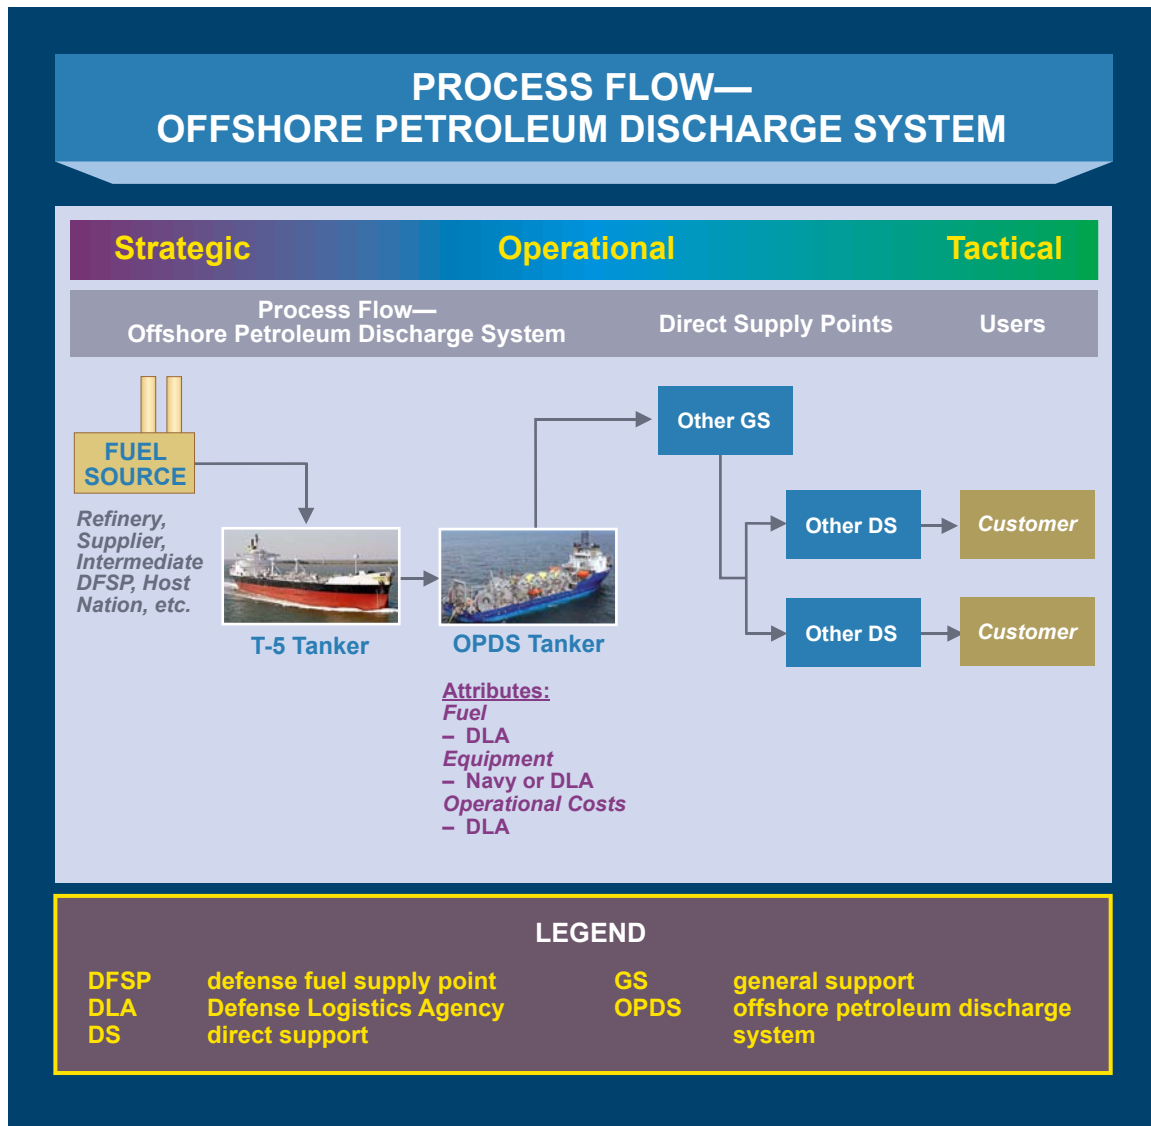 PROCESS FLOW—
OFFSHORE PETROLEUM DISCHARGE SYSTEM
Strategic Operational Tactical
Process Flow—
Offshore Petroleum Discharge System
Direct Supply Points
Users
FUEL
SOURCE
Refinery,
Supplier,
Intermediate
DFSP, Host
Nation, etc.
T-5 Tanker
OPDS Tanker
Attributes:
Fuel
– DLA
Equipment
– Navy or DLA
Operational Costs
– DLA
Other GS
Other DS
Customer
Other DS
Customer
LEGEND
DFSP defense fuel supply point
DLA Defense Logistics Agency
DS direct support
GS general support
OPDS offshore petroleum discharge
system